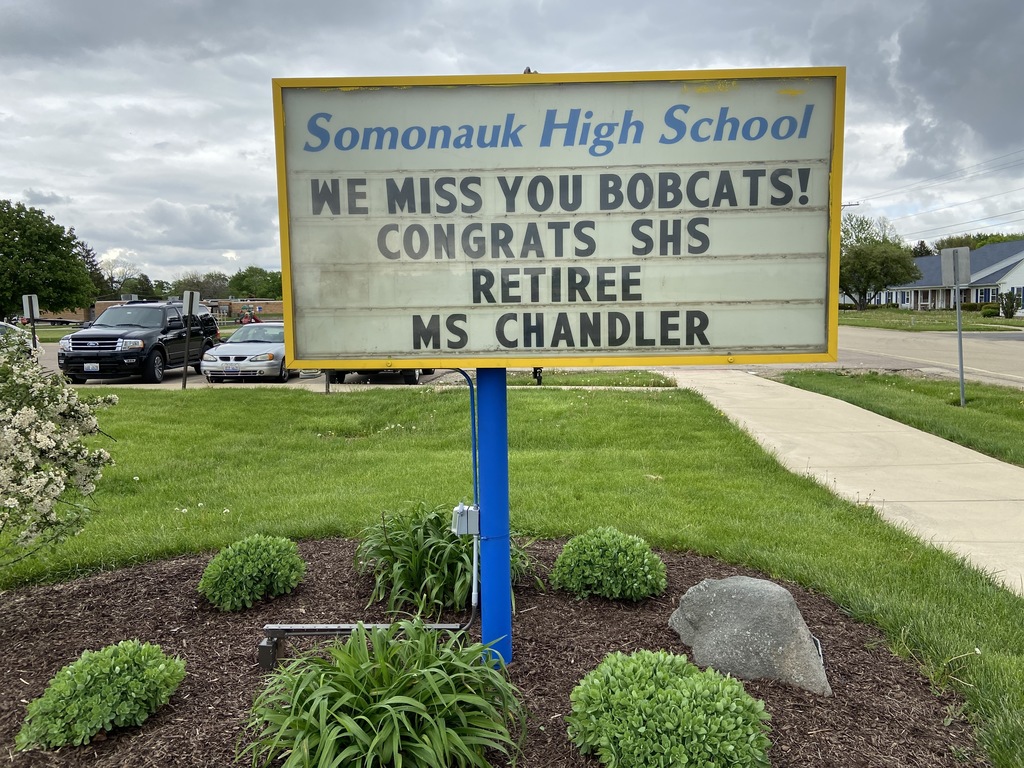 Somonauk High School
WE MISS YOU BOBCATS!
CONGRATS SHS
RETIREE
MS CHANDLER